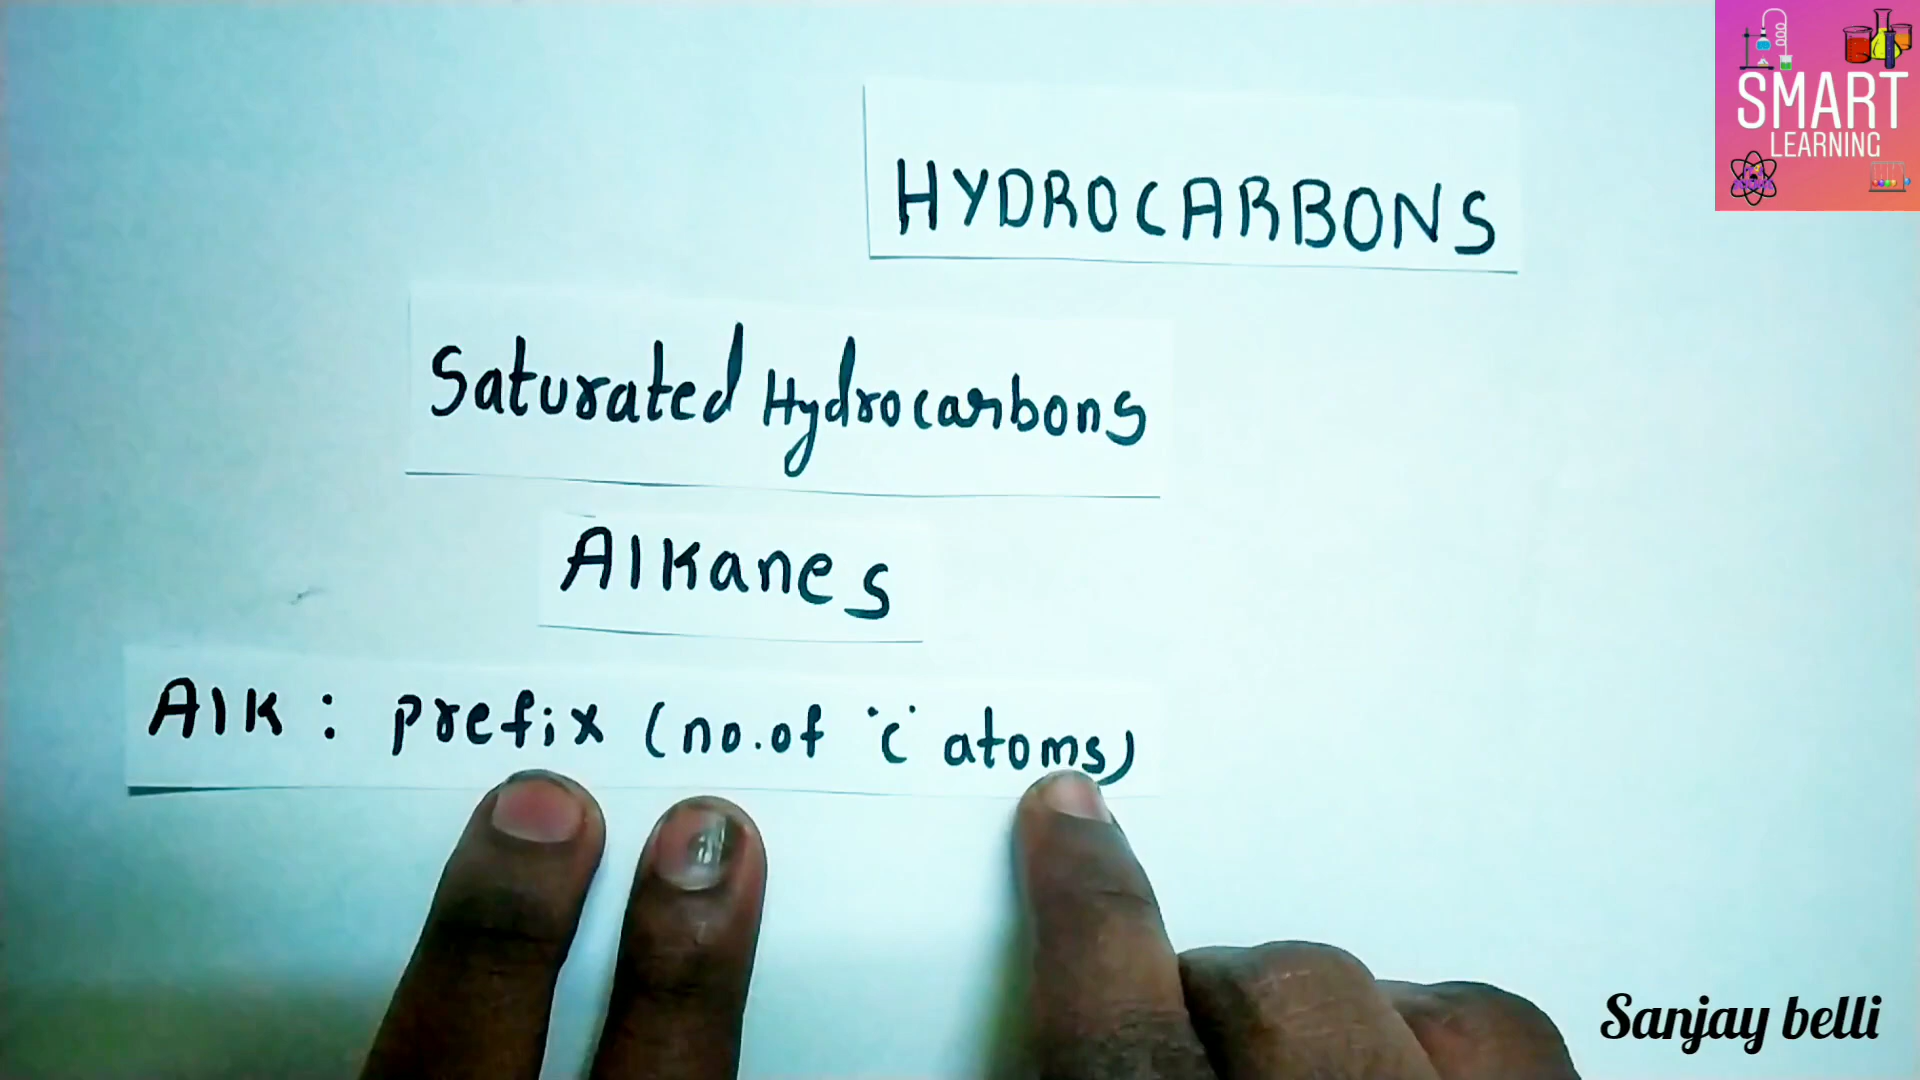 SMART
LEARNING
HYDROCARBONS
Saturated Hydrocarbons
Alkanes
Alk : prefix (no.of "c" atoms)
Sanjay belli